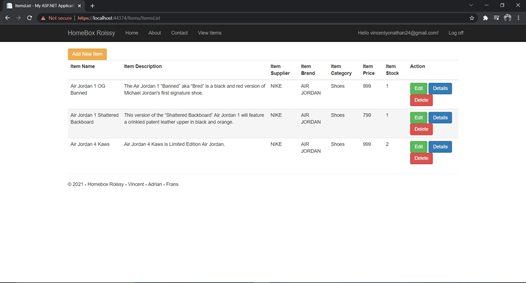 ItemsList - My ASP.NET Applicat
Not secure | https://localhost:44374/Items/ItemsList
HomeBox Roissy Home About Contact View Items Hello vincentyonathan24@gmail.com! Log off
Add New Item
Item Name Item Description Item Supplier Item Brand Item Category Item Price Item Stock Action
Air Jordan 1 OG Banned The Air Jordan 1 "Banned" aka "Bred" is a black and red version of Michael Jordan's first signature shoe. NIKE AIR JORDAN Shoes 999 1 Edit Details Delete
Air Jordan 1 Shattered Backboard This version of the "Shattered Backboard" Air Jordan 1 will feature a crinkled patent leather upper in black and orange. NIKE AIR JORDAN Shoes 799 1 Edit Details Delete
Air Jordan 4 Kaws Air Jordan 4 Kaws is Limited Edition Air Jordan. NIKE AIR JORDAN Shoes 999 2 Edit Details Delete
© 2021 - Homebox Roissy - Vincent - Adrian - Frans